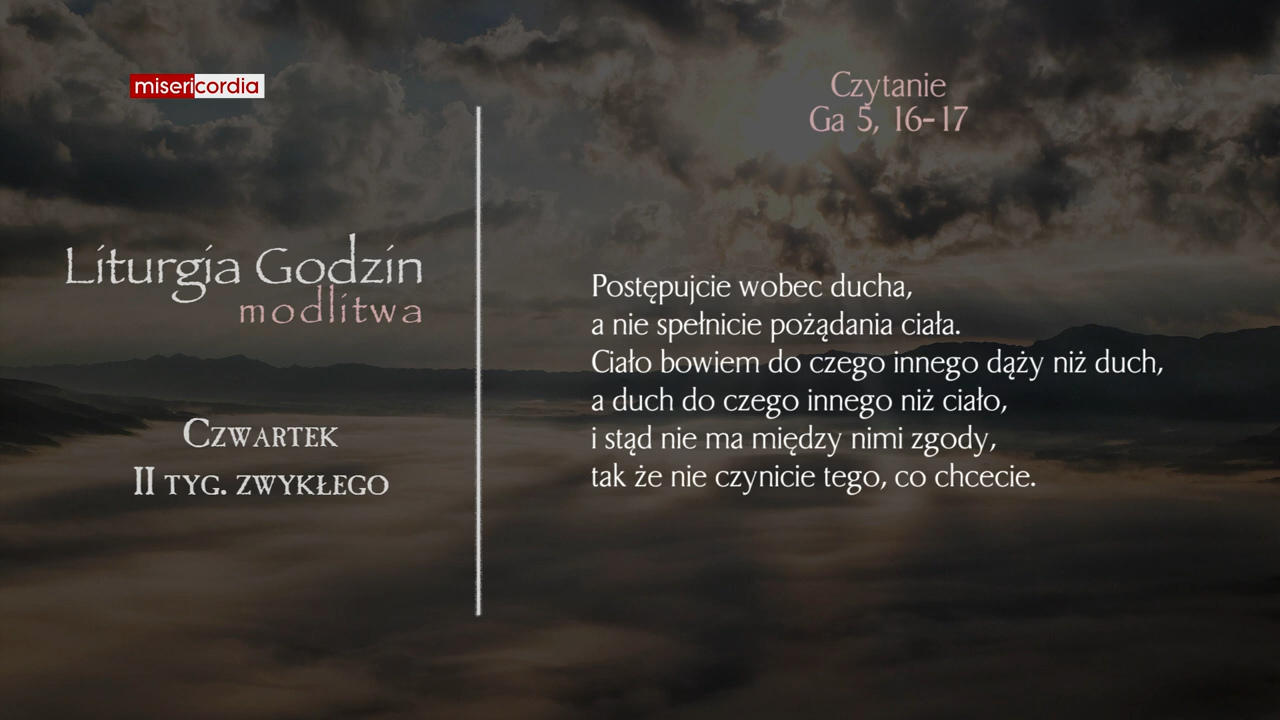 misericordia
Liturgia Godzin
modlitwa
Czwartek
II tyg. zwykłego
Czytanie
Ga 5, 16-17
Postępujcie wobec ducha,
a nie spełnicie pożądania ciała.
Ciało bowiem do czego innego dąży niż duch,
a duch do czego innego niż ciało,
i stąd nie ma między nimi zgody,
tak że nie czynicie tego, co chcecie.